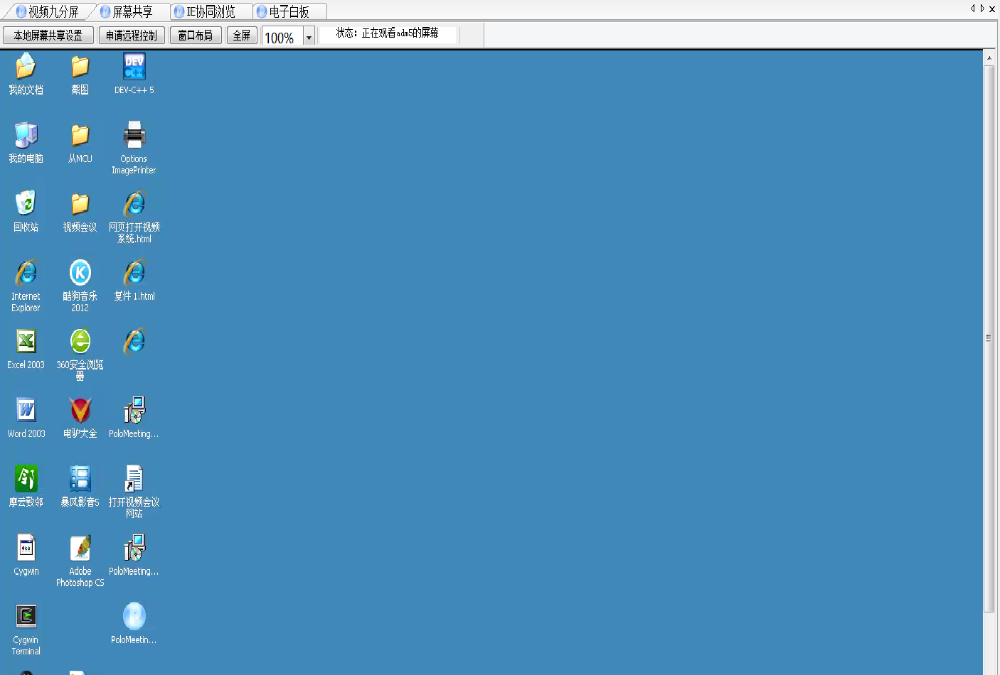 视频九分屏
屏幕共享
IE协同浏览
电子白板
本地屏幕共享设置
申请远程控制
窗口布局
全屏
100%
状态：正在观看adm5的屏幕
我的文档
截图
DEV-C++ 5
我的电脑
从MCU
Options
ImagePrinter
回收站
视频会议
网页打开视频
系统.html
Internet
Explorer
酷狗音乐
2012
复件 1.html
Excel 2003
360安全浏览
器
Word 2003
电驴大全
PoloMeeting...
摩云致邻
暴风影音5
打开视频会议
网站
Cygwin
Adobe
Photoshop CS
PoloMeeting...
Cygwin
Terminal
PoloMeetin...